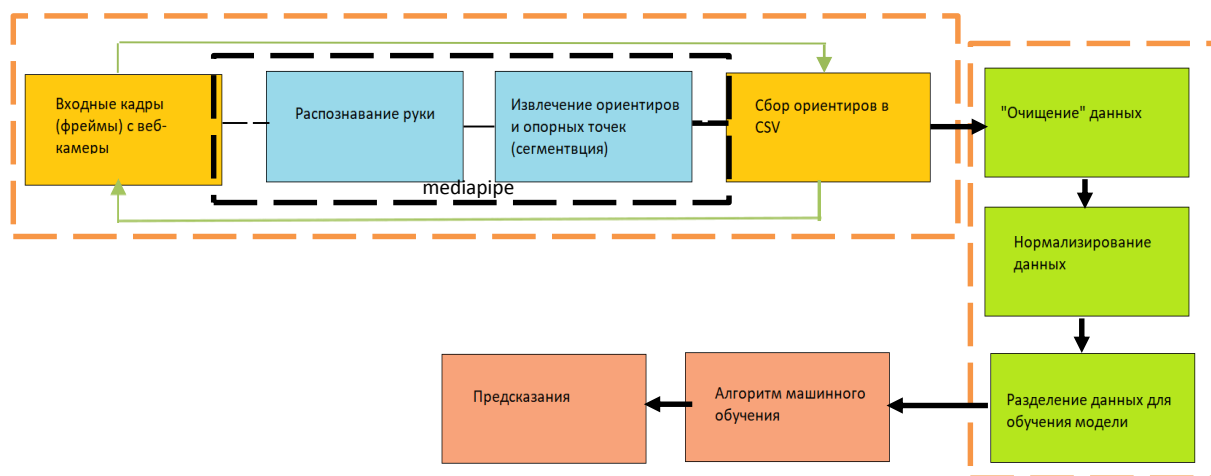 Входные кадры
(фреймы) с веб-
камеры
Распознавание руки
Извлечение ориентиров
и опорных точек
(сегментвция)
Сбор ориентиров в
CSV
mediapipe
"Очищение" данных
Нормализирование
данных
Разделение данных для
обучения модели
Алгоритм машинного
обучения
Предсказания